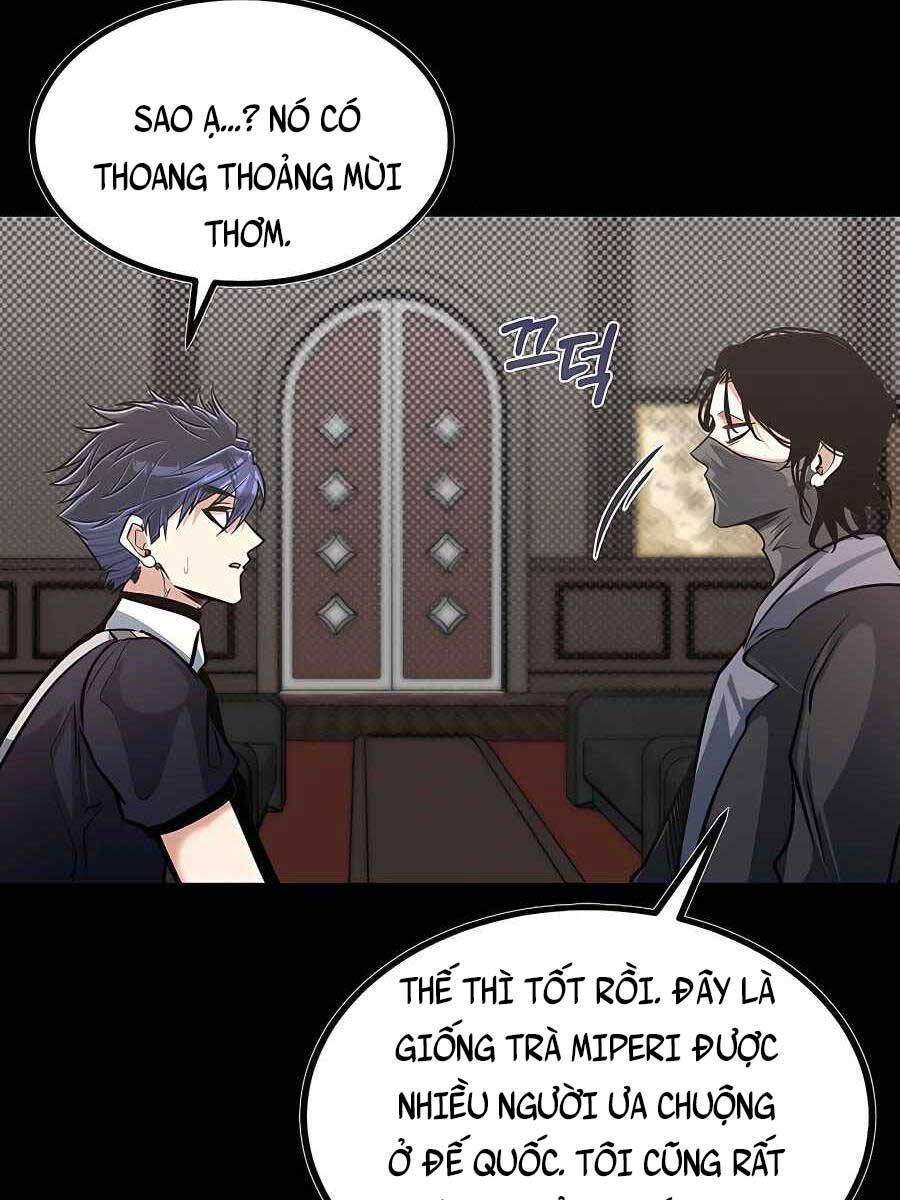 SAO Ạ...? NÓ CÓ
THOANG THOẢNG MÙI
THƠM.
끄덕
THẾ THÌ TỐT RỒI. ĐÂY LÀ
GIỐNG TRÀ MIPERI ĐƯỢC
NHIỀU NGƯỜI ƯA CHUỘNG
Ở ĐẾ QUỐC. TÔI CŨNG RẤT